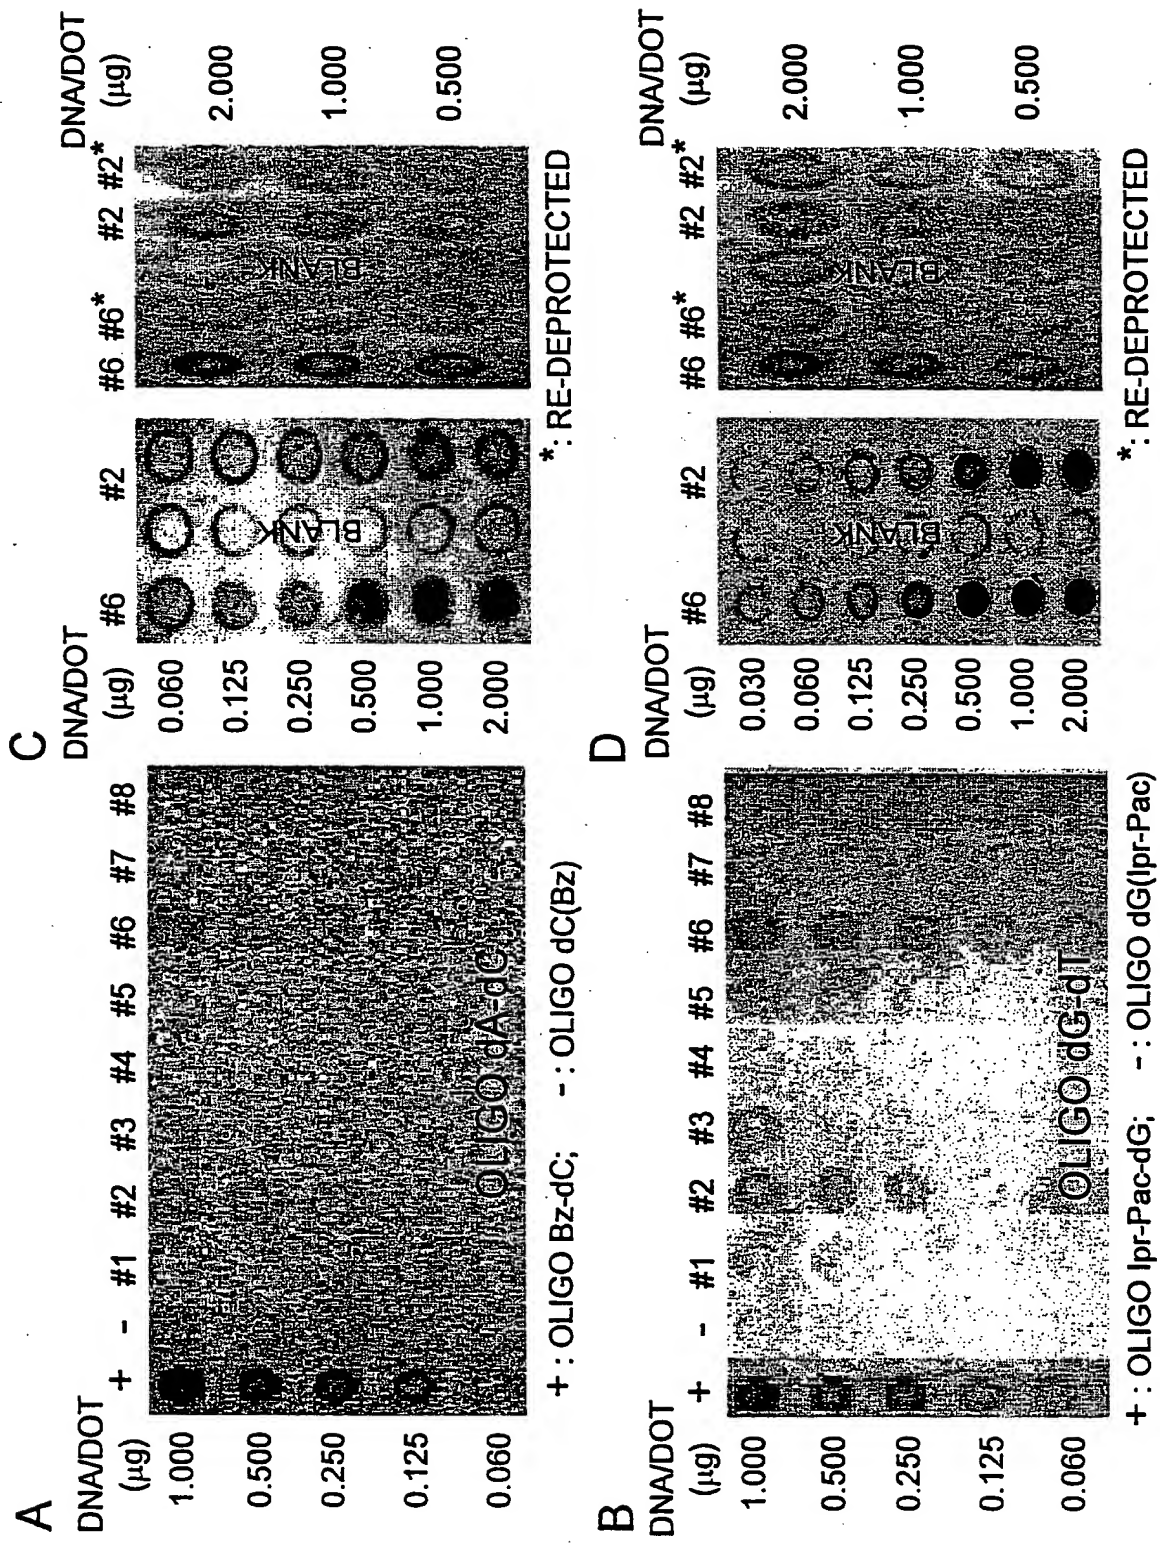 A
DNA/DOT
(µg)
+ - #1 #2 #3 #4 #5 #6 #7 #8
1.000
0.500
0.250
0.125
0.060
OLIGO dA-dC
+ : OLIGO Bz-dC; - : OLIGO dC(Bz)
B
DNA/DOT
(µg)
+ - #1 #2 #3 #4 #5 #6 #7 #8
1.000
0.500
0.250
0.125
0.060
OLIGO dG-dT
+ : OLIGO Ipr-Pac-dG; - : OLIGO dG(Ipr-Pac)
C
DNA/DOT
(µg)
#6 #2
0.060
0.125
0.250
0.500
1.000
2.000
BLANK
#6 #6* #2 #2*
DNA/DOT
(µg)
2.000
1.000
0.500
BLANK
*: RE-DEPROTECTED
D
DNA/DOT
(µg)
#6 #2
0.030
0.060
0.125
0.250
0.500
1.000
2.000
BLANK
#6 #6* #2 #2*
DNA/DOT
(µg)
2.000
1.000
0.500
BLANK
*: RE-DEPROTECTED